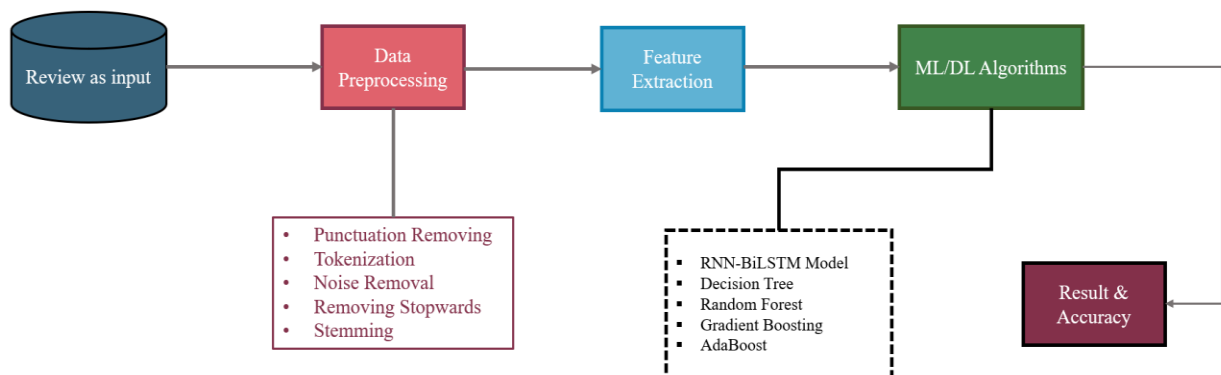 Review as input
Data
Preprocessing
Feature
Extraction
ML/DL Algorithms
• Punctuation Removing
• Tokenization
• Noise Removal
• Removing Stopwards
• Stemming
▪ RNN-BiLSTM Model
▪ Decision Tree
▪ Random Forest
▪ Gradient Boosting
▪ AdaBoost
Result &
Accuracy